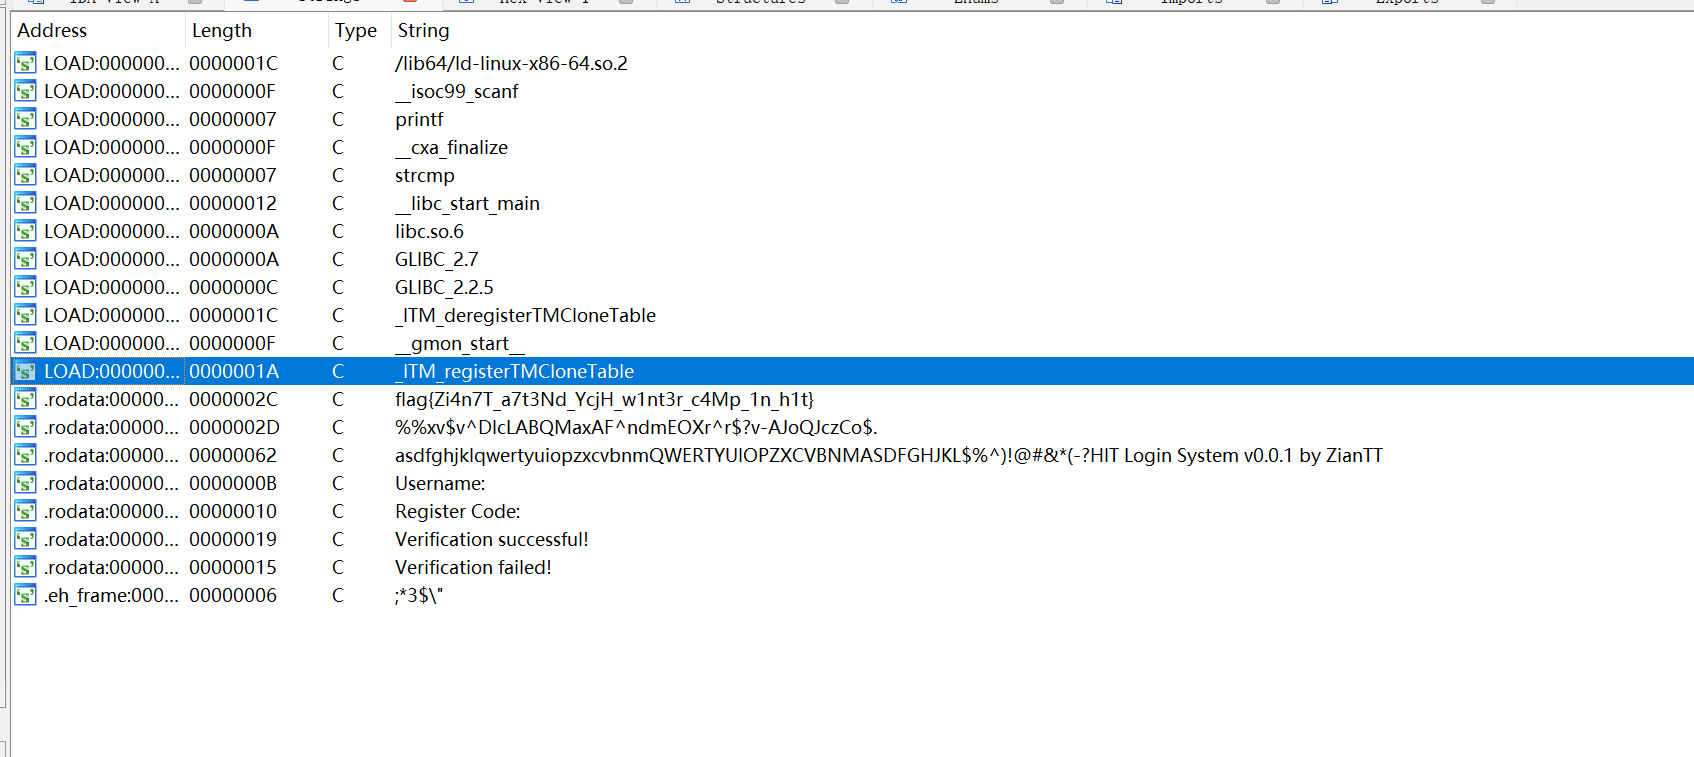 Address Length Type String
LOAD:000000... 0000001C C /lib64/ld-linux-x86-64.so.2
LOAD:000000... 0000000F C __isoc99_scanf
LOAD:000000... 00000007 C printf
LOAD:000000... 0000000F C __cxa_finalize
LOAD:000000... 00000007 C strcmp
LOAD:000000... 00000012 C __libc_start_main
LOAD:000000... 0000000A C libc.so.6
LOAD:000000... 0000000A C GLIBC_2.7
LOAD:000000... 0000000C C GLIBC_2.2.5
LOAD:000000... 0000001C C _ITM_deregisterTMCloneTable
LOAD:000000... 0000000F C __gmon_start__
LOAD:000000... 0000001A C _ITM_registerTMCloneTable
.rodata:00000... 0000002C C flag{Zi4n7T_a7t3Nd_YcjH_w1nt3r_c4Mp_1n_h1t}
.rodata:00000... 0000002D C %%xv$v^DlcLABQMaxAF^ndmEOXr^r$?v-AJoQJczCo$.
.rodata:00000... 00000062 C asdfghjklqwertyuiopzxcvbnmQWERTYUIOPZXCVBNMASDFGHJKL$%^)!@#&*(-?HIT Login System v0.0.1 by ZianTT
.rodata:00000... 0000000B C Username:
.rodata:00000... 00000010 C Register Code:
.rodata:00000... 00000019 C Verification successful!
.rodata:00000... 00000015 C Verification failed!
.eh_frame:000... 00000006 C ;*3$\"